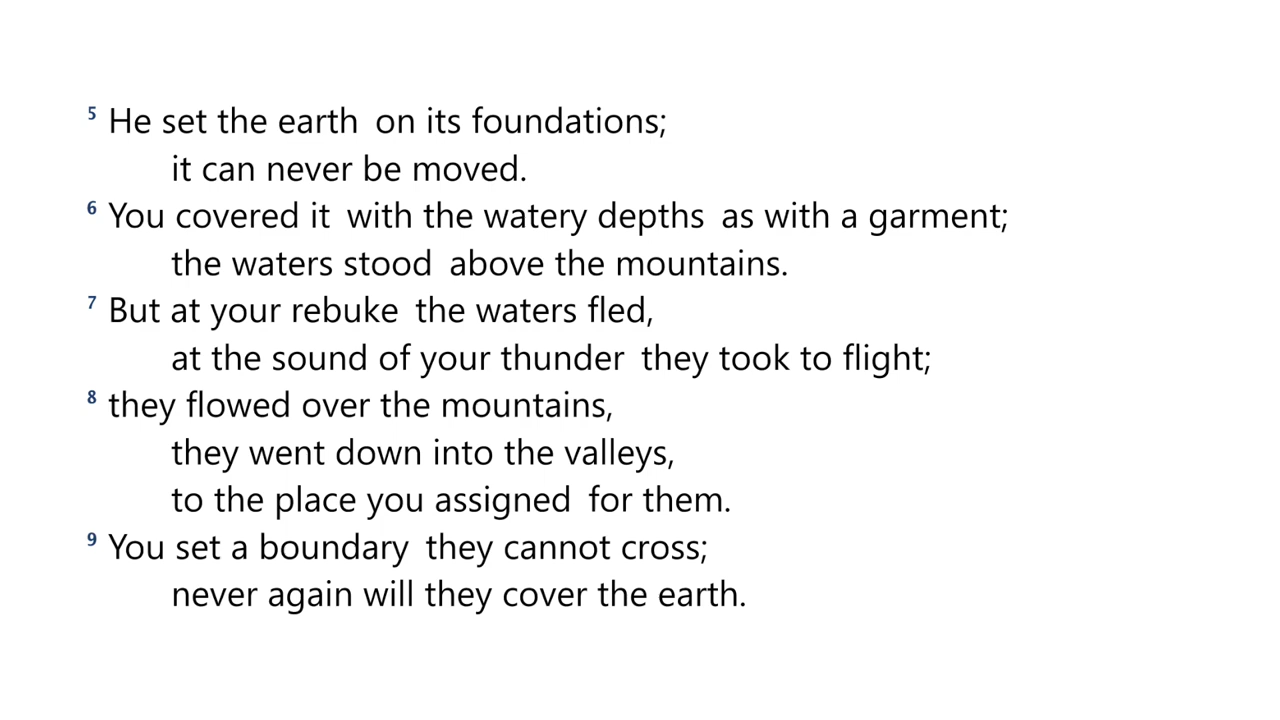 5 He set the earth on its foundations;
it can never be moved.
6 You covered it with the watery depths as with a garment;
the waters stood above the mountains.
7 But at your rebuke the waters fled,
at the sound of your thunder they took to flight;
8 they flowed over the mountains,
they went down into the valleys,
to the place you assigned for them.
9 You set a boundary they cannot cross;
never again will they cover the earth.